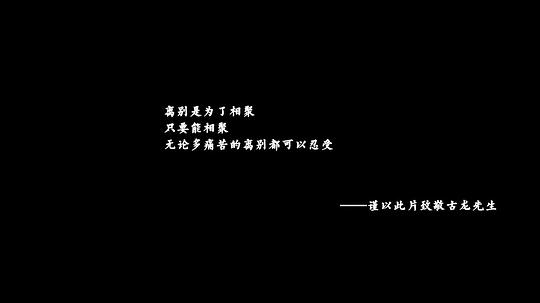 离别是为了相聚
只要能相聚
无论多痛苦的离别都可以忍受
——谨以此片致敬古龙先生